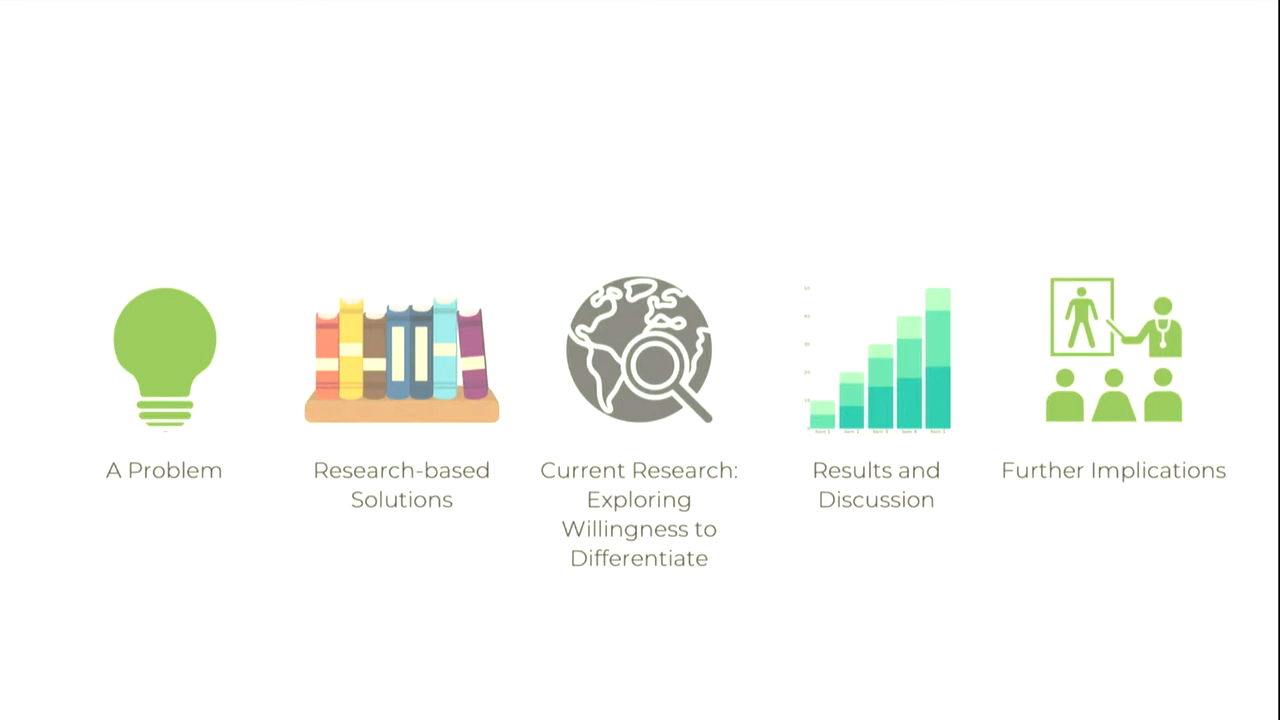 A Problem
Research-based
Solutions
Current Research:
Exploring
Willingness to
Differentiate
Results and
Discussion
Further Implications